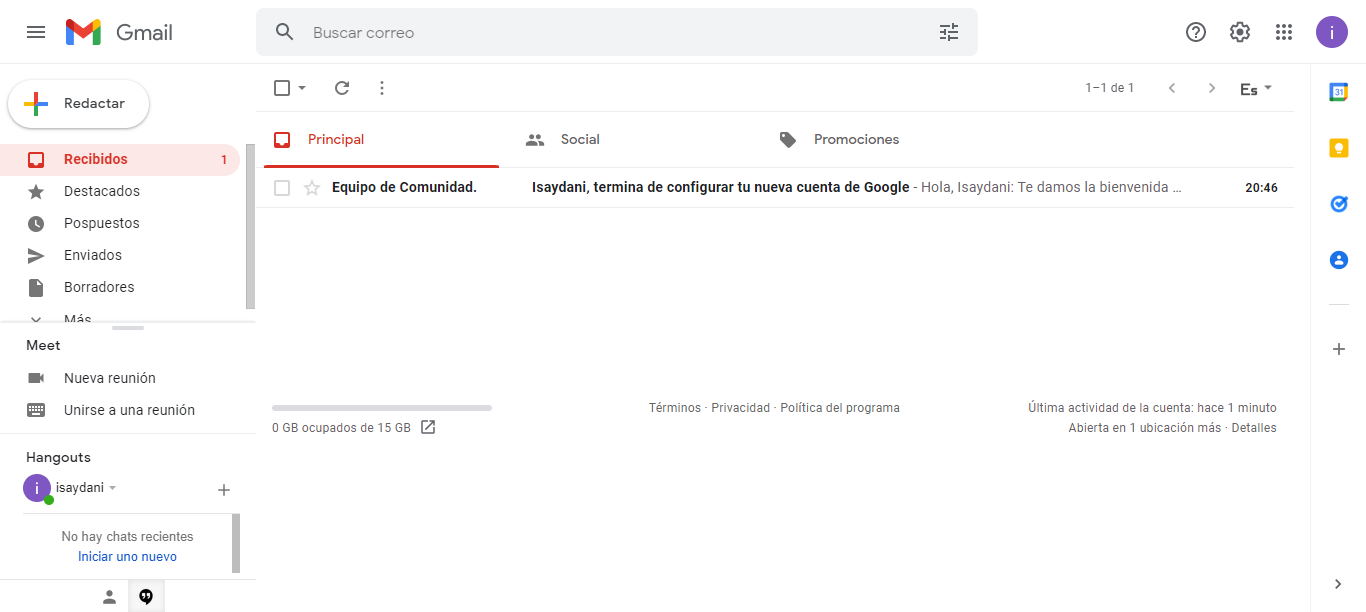 Gmail
Buscar correo
i
Redactar
1–1 de 1
Es
Recibidos 1
Destacados
Pospuestos
Enviados
Borradores
Más
Principal
Social
Promociones
Equipo de Comunidad. Isaydani, termina de configurar tu nueva cuenta de Google - Hola, Isaydani: Te damos la bienvenida … 20:46
31
Meet
Nueva reunión
Unirse a una reunión
Hangouts
i isaydani
No hay chats recientes
Iniciar uno nuevo
0 GB ocupados de 15 GB
Términos · Privacidad · Política del programa
Última actividad de la cuenta: hace 1 minuto
Abierta en 1 ubicación más · Detalles